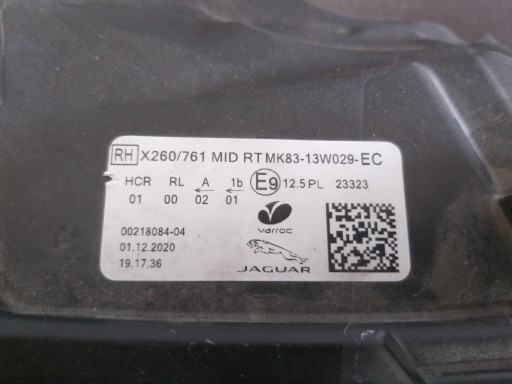 RH X260/761 MID RT MK83-13W029-EC
HCR RL A 1b E9 12.5 PL 23323
01 00 02 01
00218084-04
01.12.2020
19.17.36
varroc
JAGUAR